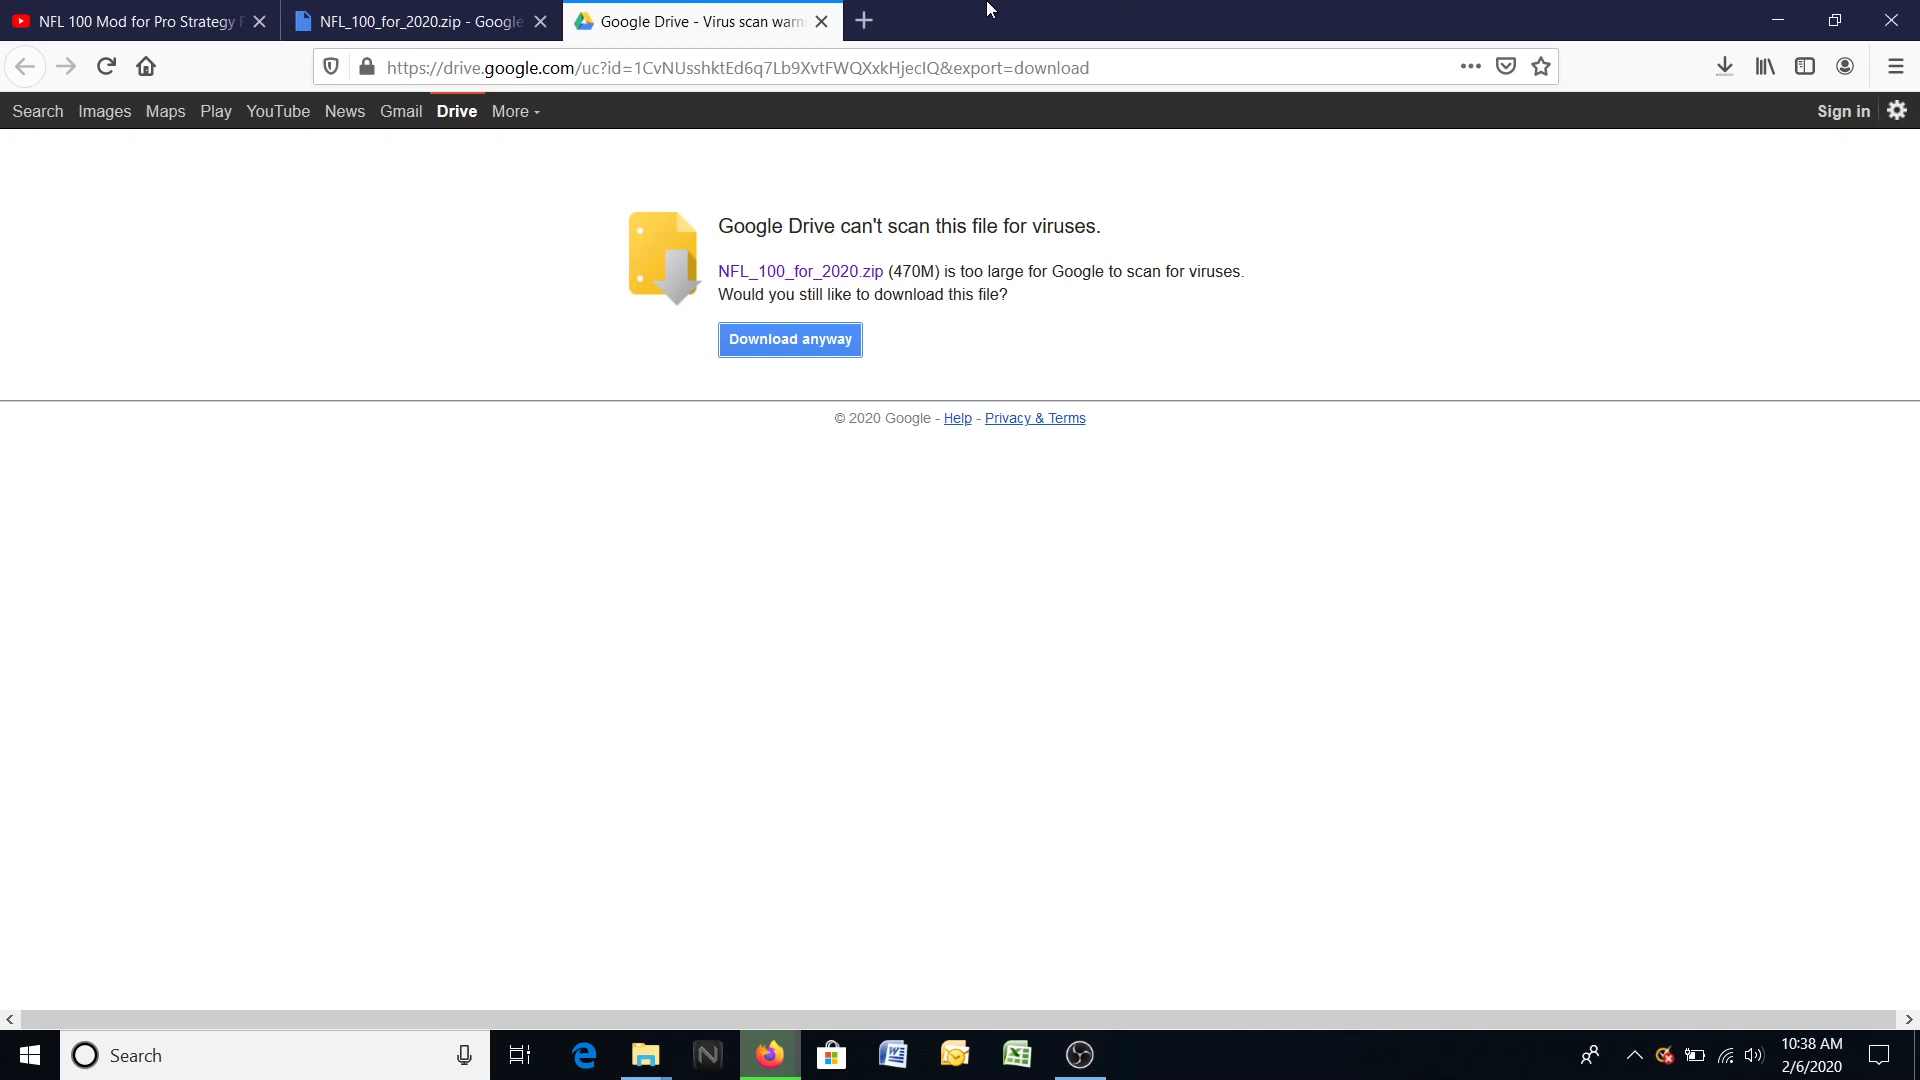 NFL 100 Mod for Pro Strategy F
NFL_100_for_2020.zip - Google
Google Drive - Virus scan warni
https://drive.google.com/uc?id=1CvNUsshktEd6q7Lb9XvtFWQXxkHjecIQ&export=download
Search Images Maps Play YouTube News Gmail Drive More
Sign in
Google Drive can't scan this file for viruses.
NFL_100_for_2020.zip (470M) is too large for Google to scan for viruses.
Would you still like to download this file?
Download anyway
© 2020 Google - Help - Privacy & Terms
Search
10:38 AM
2/6/2020